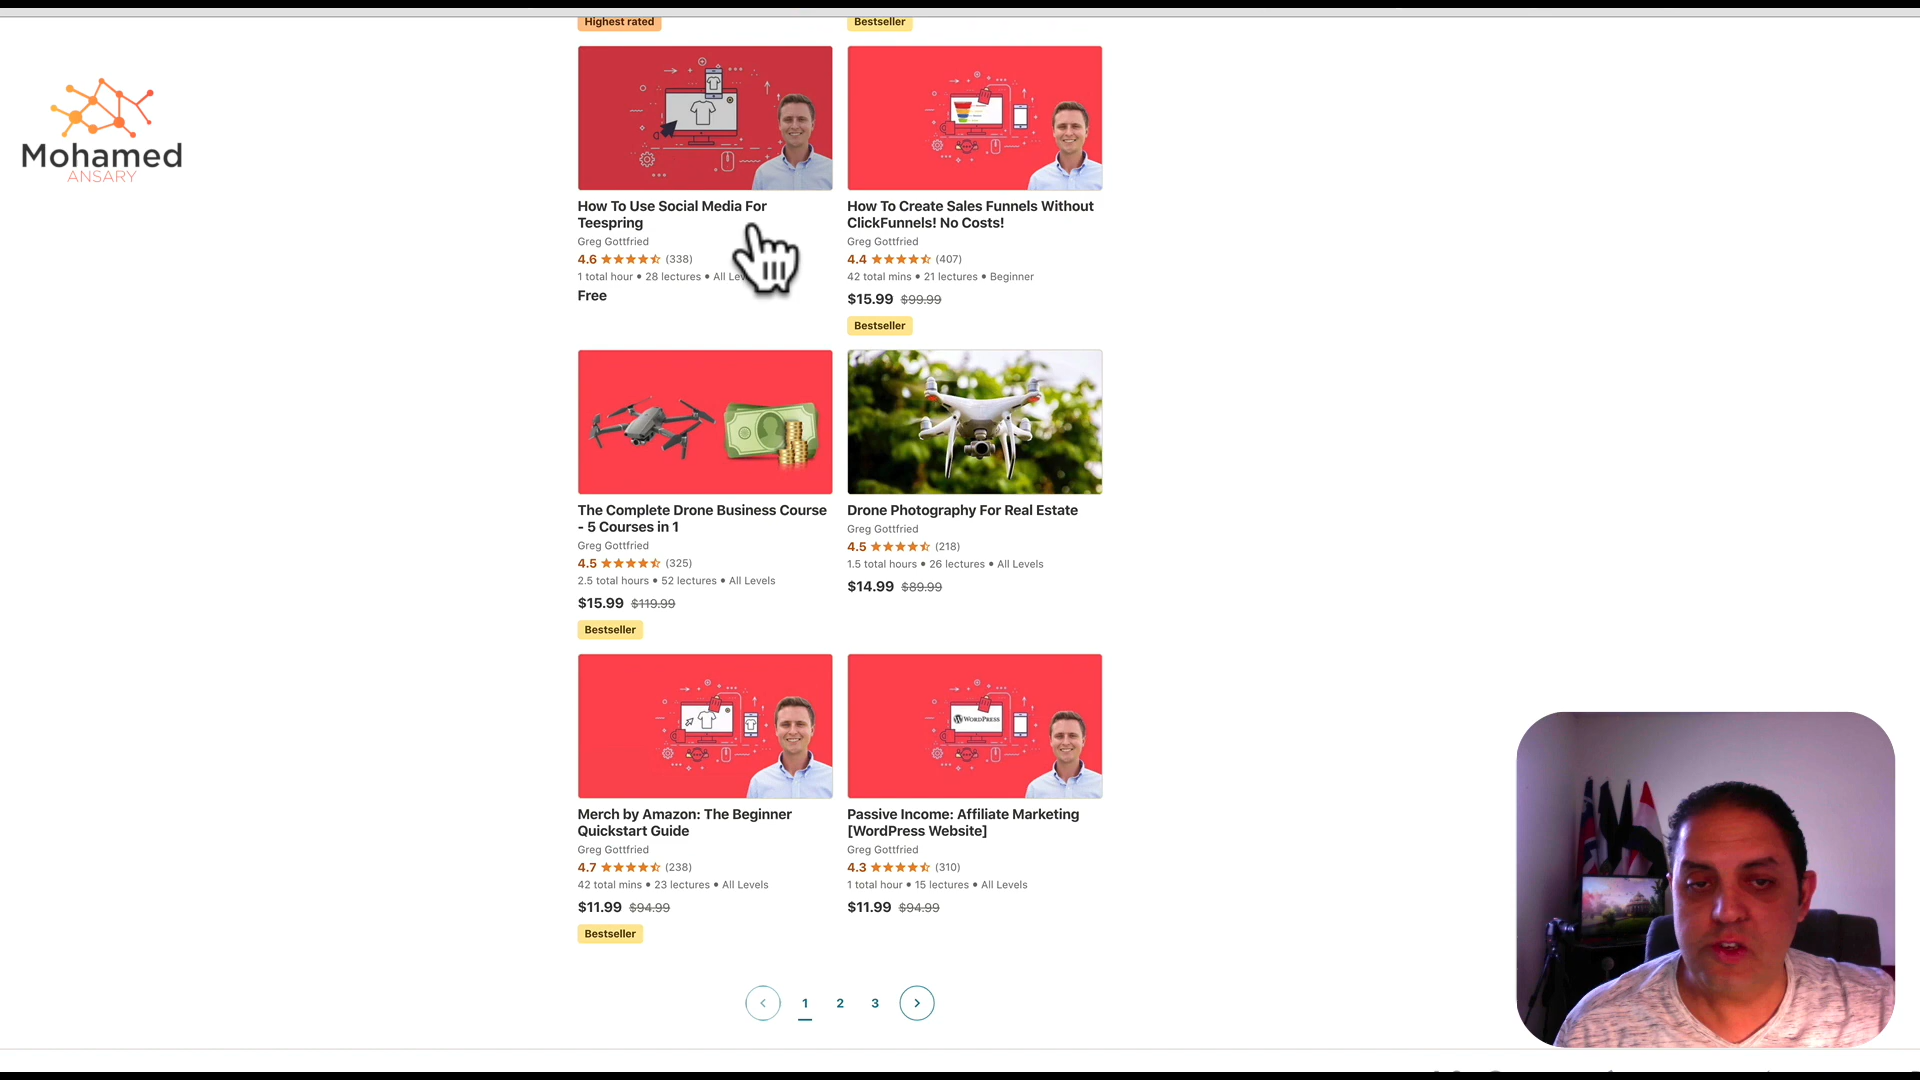 Highest rated
Bestseller
Mohamed
ANSARY
How To Use Social Media For
Teespring
Greg Gottfried
4.6 (338)
1 total hour • 28 lectures • All Lev
Free
How To Create Sales Funnels Without
ClickFunnels! No Costs!
Greg Gottfried
4.4 (407)
42 total mins • 21 lectures • Beginner
$15.99 $99.99
Bestseller
The Complete Drone Business Course
- 5 Courses in 1
Greg Gottfried
4.5 (325)
2.5 total hours • 52 lectures • All Levels
$15.99 $119.99
Bestseller
Drone Photography For Real Estate
Greg Gottfried
4.5 (218)
1.5 total hours • 26 lectures • All Levels
$14.99 $89.99
WORDPRESS
Merch by Amazon: The Beginner
Quickstart Guide
Greg Gottfried
4.7 (238)
42 total mins • 23 lectures • All Levels
$11.99 $94.99
Bestseller
Passive Income: Affiliate Marketing
[WordPress Website]
Greg Gottfried
4.3 (310)
1 total hour • 15 lectures • All Levels
$11.99 $94.99
1 2 3